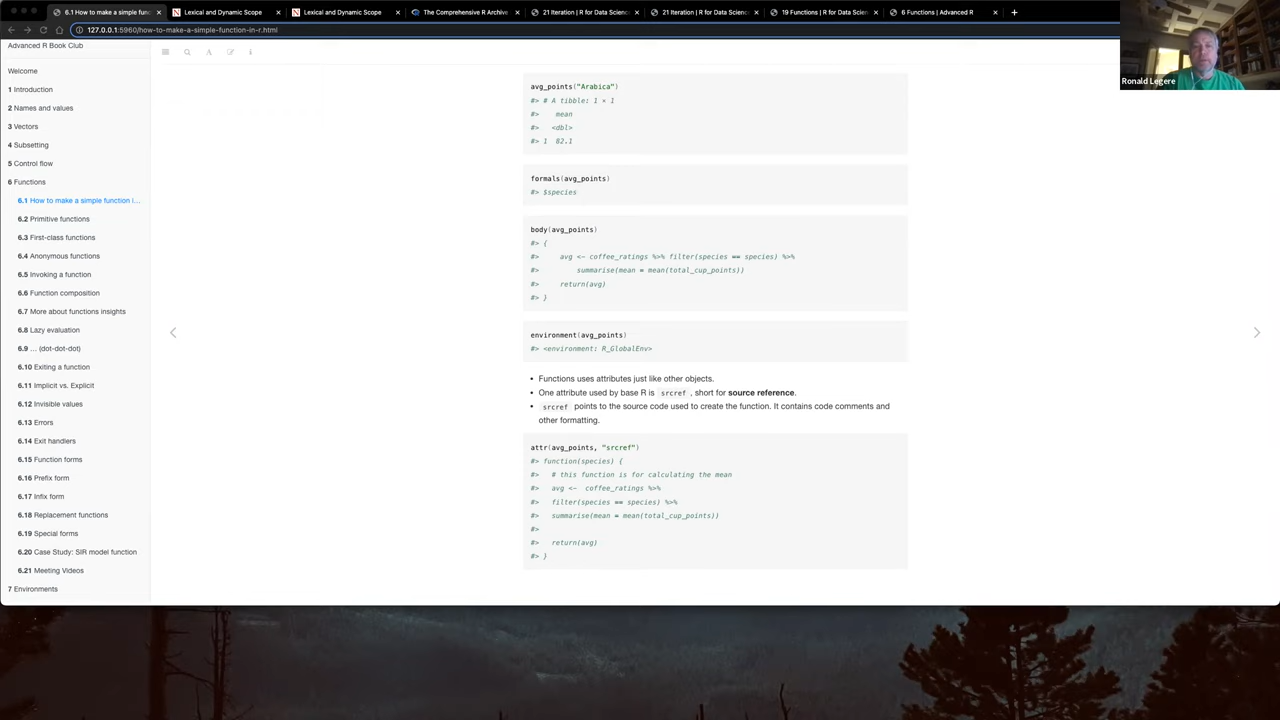 6.1 How to make a simple func
Lexical and Dynamic Scope
Lexical and Dynamic Scope
The Comprehensive R Archive
21 Iteration | R for Data Scienc
21 Iteration | R for Data Scienc
19 Functions | R for Data Scien
6 Functions | Advanced R
127.0.0.1:5960/how-to-make-a-simple-function-in-r.html
Ronald Legere
Advanced R Book Club
Welcome
1 Introduction
2 Names and values
3 Vectors
4 Subsetting
5 Control flow
6 Functions
6.1 How to make a simple function i...
6.2 Primitive functions
6.3 First-class functions
6.4 Anonymous functions
6.5 Invoking a function
6.6 Function composition
6.7 More about functions insights
6.8 Lazy evaluation
6.9 ... (dot-dot-dot)
6.10 Exiting a function
6.11 Implicit vs. Explicit
6.12 Invisible values
6.13 Errors
6.14 Exit handlers
6.15 Function forms
6.16 Prefix form
6.17 Infix form
6.18 Replacement functions
6.19 Special forms
6.20 Case Study: SIR model function
6.21 Meeting Videos
7 Environments
avg_points("Arabica")
#> # A tibble: 1 × 1
#>    mean
#>   <dbl>
#> 1  82.1
formals(avg_points)
#> $species
body(avg_points)
#> {
#>     avg <- coffee_ratings %>% filter(species == species) %>%
#>         summarise(mean = mean(total_cup_points))
#>     return(avg)
#> }
environment(avg_points)
#> <environment: R_GlobalEnv>
• Functions uses attributes just like other objects.
• One attribute used by base R is srcref, short for source reference.
• srcref points to the source code used to create the function. It contains code comments and
other formatting.
attr(avg_points, "srcref")
#> function(species) {
#>   # this function is for calculating the mean
#>   avg <-  coffee_ratings %>%
#>   filter(species == species) %>%
#>   summarise(mean = mean(total_cup_points))
#>
#>   return(avg)
#> }